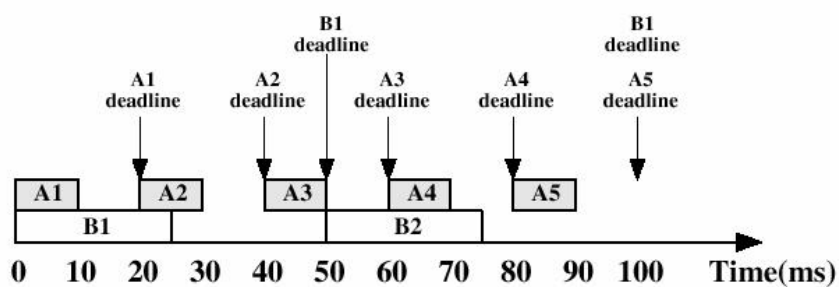 B1 B1
deadline deadline
A1 A2 A3 A4 A5
deadline deadline deadline deadline deadline
A1 A2 A3 A4 A5
B1 B2
0 10 20 30 40 50 60 70 80 90 100 Time(ms)